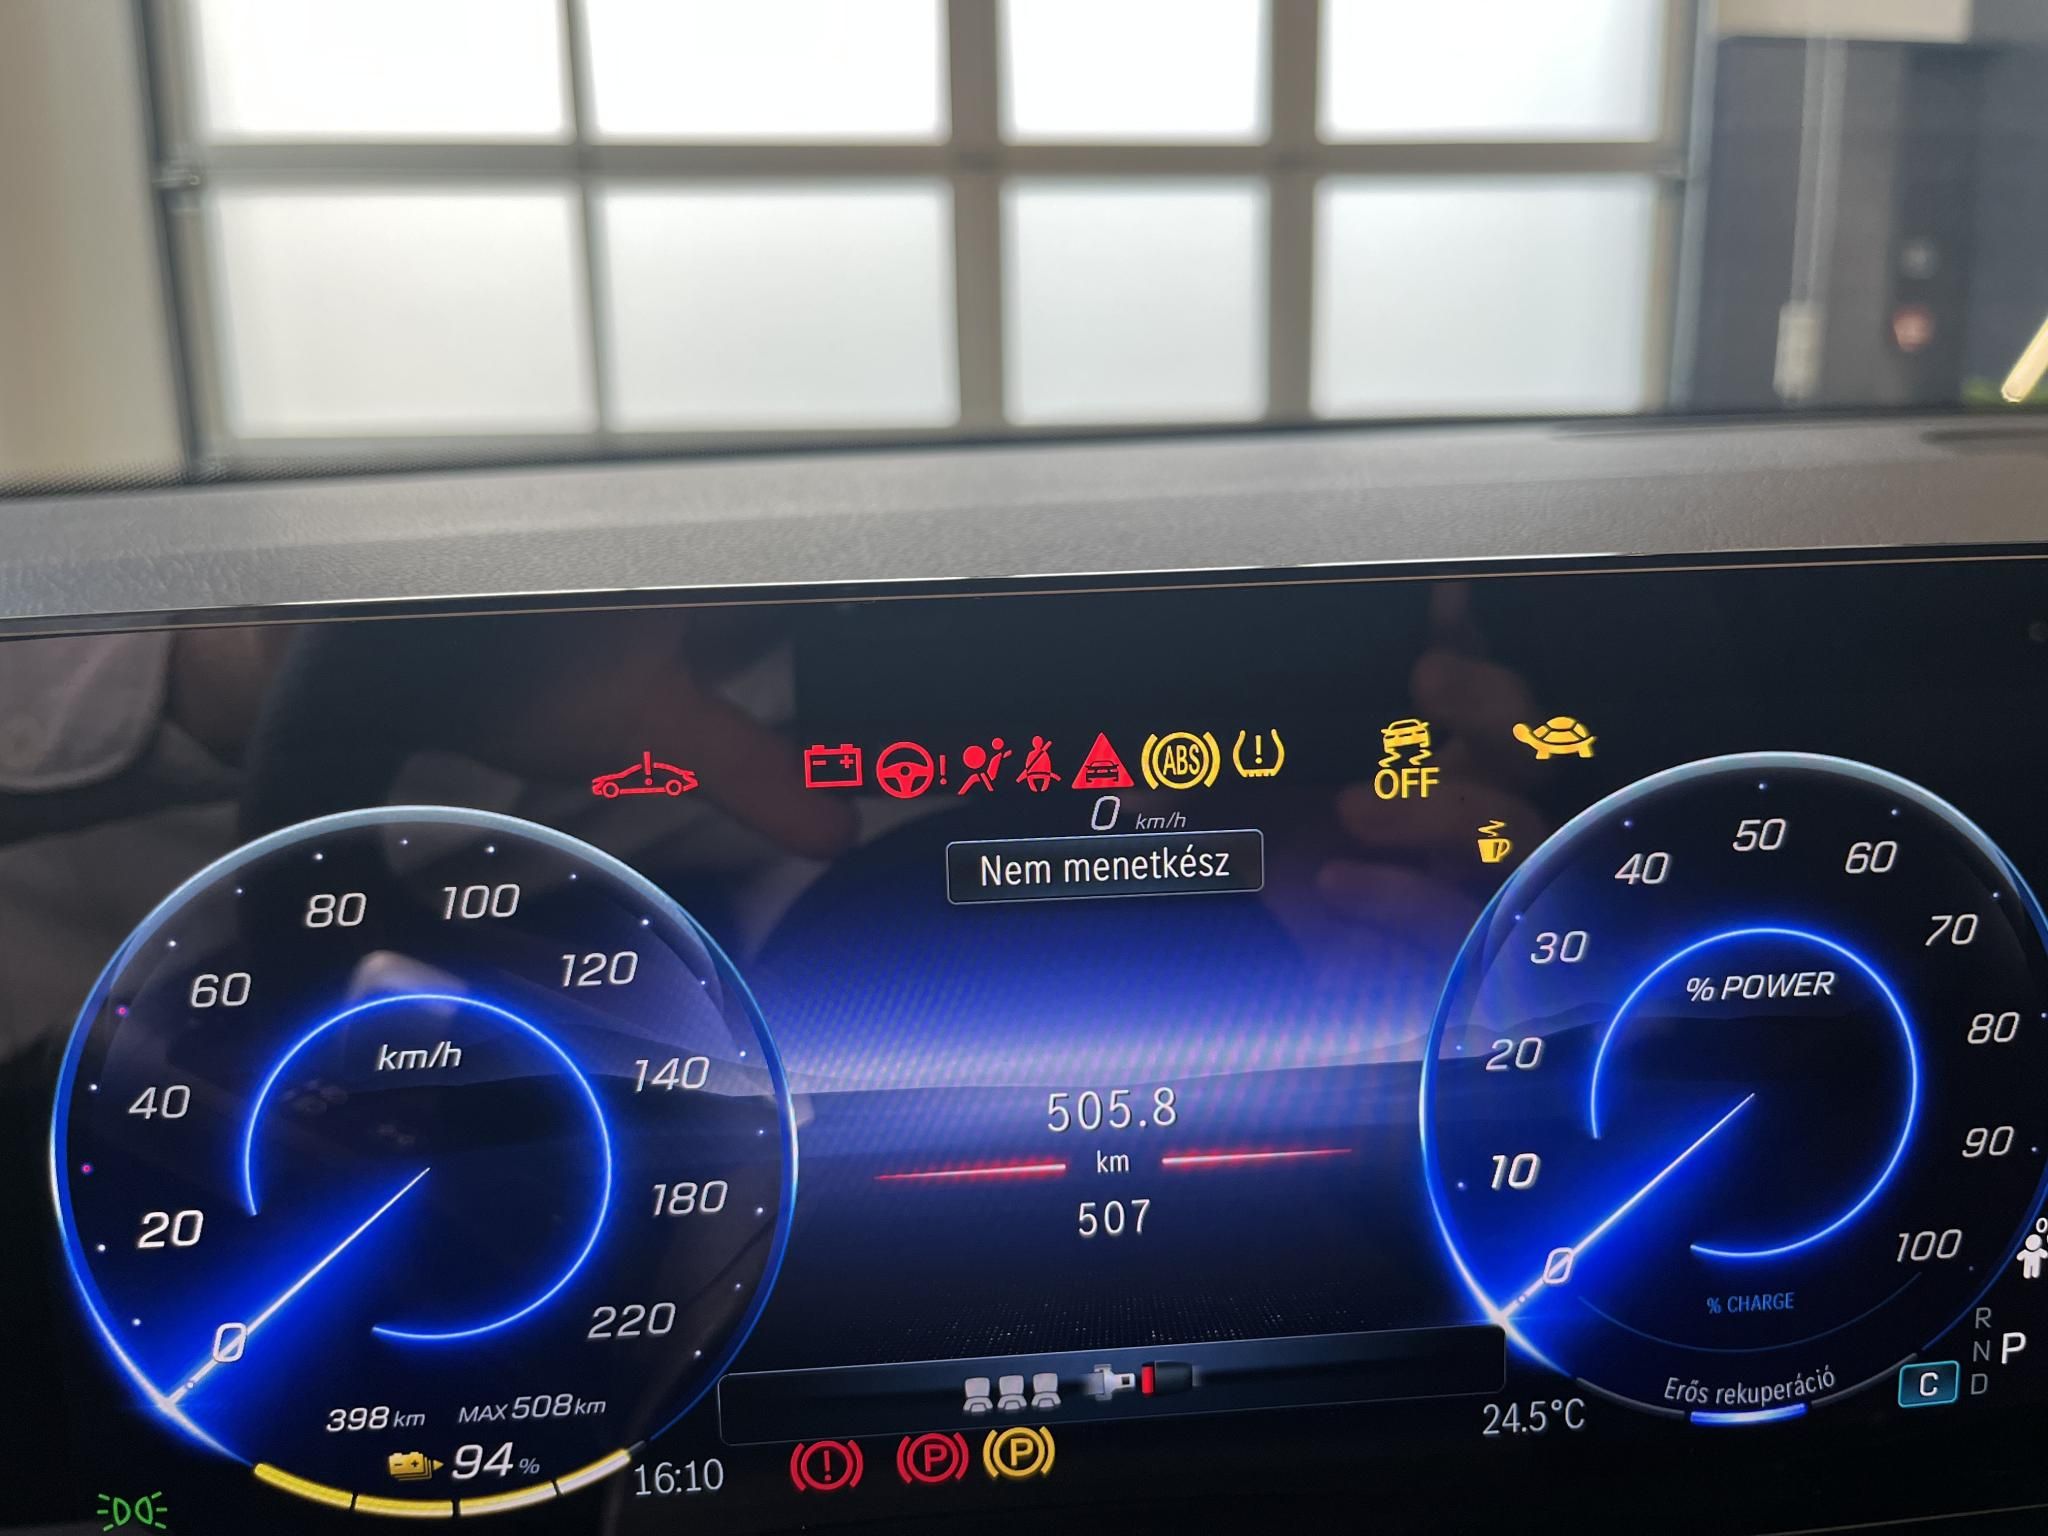 ABS
OFF
0 km/h
Nem menetkész
80
100
60
120
km/h
40
140
20
180
0
220
398 km MAX 508 km
94 %
16:10
505.8
km
507
50
40
60
30
70
% POWER
20
80
10
90
0
100
% CHARGE
Erős rekuperáció
24.5°C
C
R
N
D
P
P
P